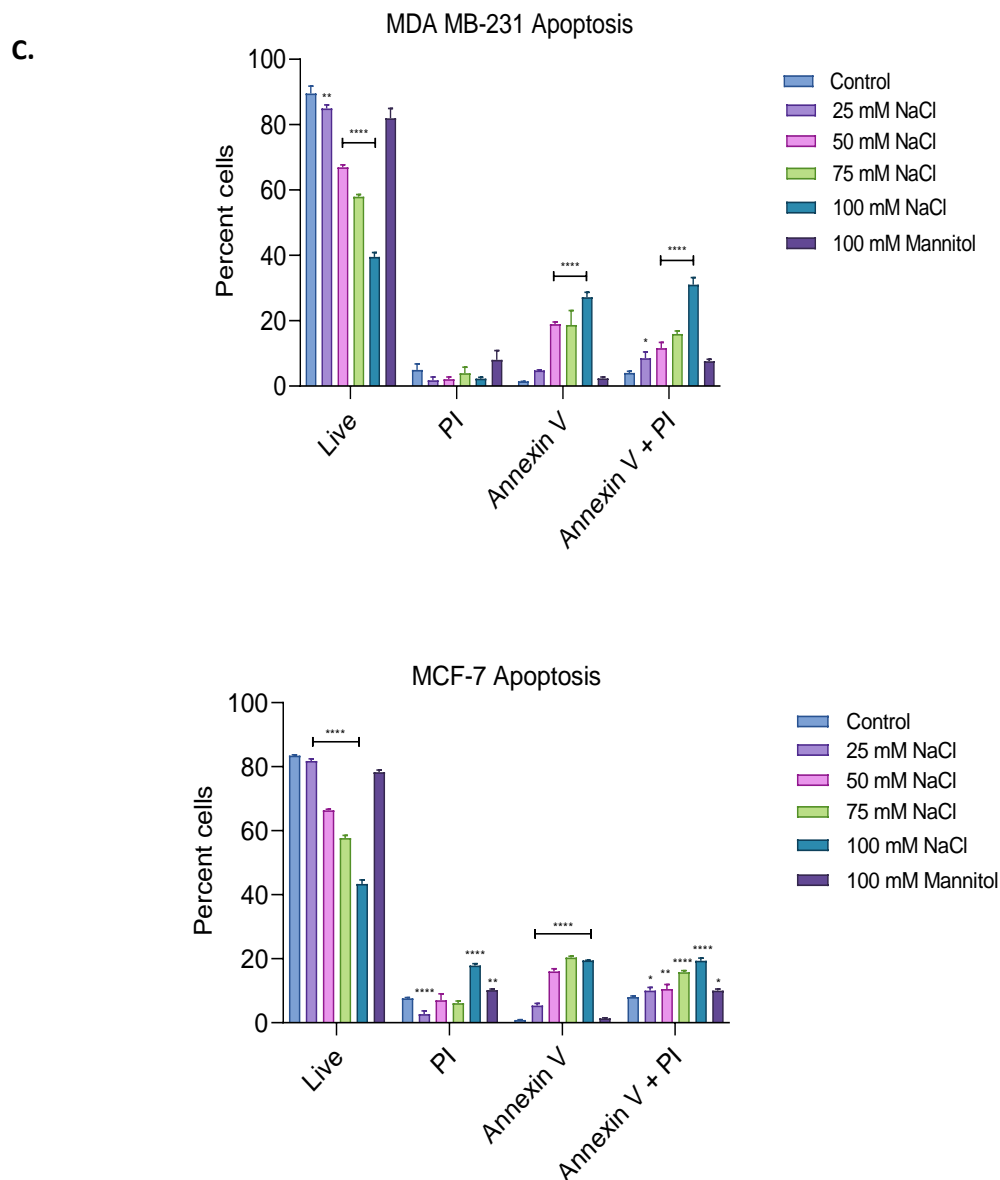 MDA MB-231 Apoptosis
C.
100
80
60
40
20
0
Percent cells
**
****
****
*
****
Live
PI
Annexin V
Annexin V + PI
Control
25 mM NaCl
50 mM NaCl
75 mM NaCl
100 mM NaCl
100 mM Mannitol
MCF-7 Apoptosis
100
80
60
40
20
0
Percent cells
****
****
****
**
****
*
**
****
****
*
Live
PI
Annexin V
Annexin V + PI
Control
25 mM NaCl
50 mM NaCl
75 mM NaCl
100 mM NaCl
100 mM Mannitol